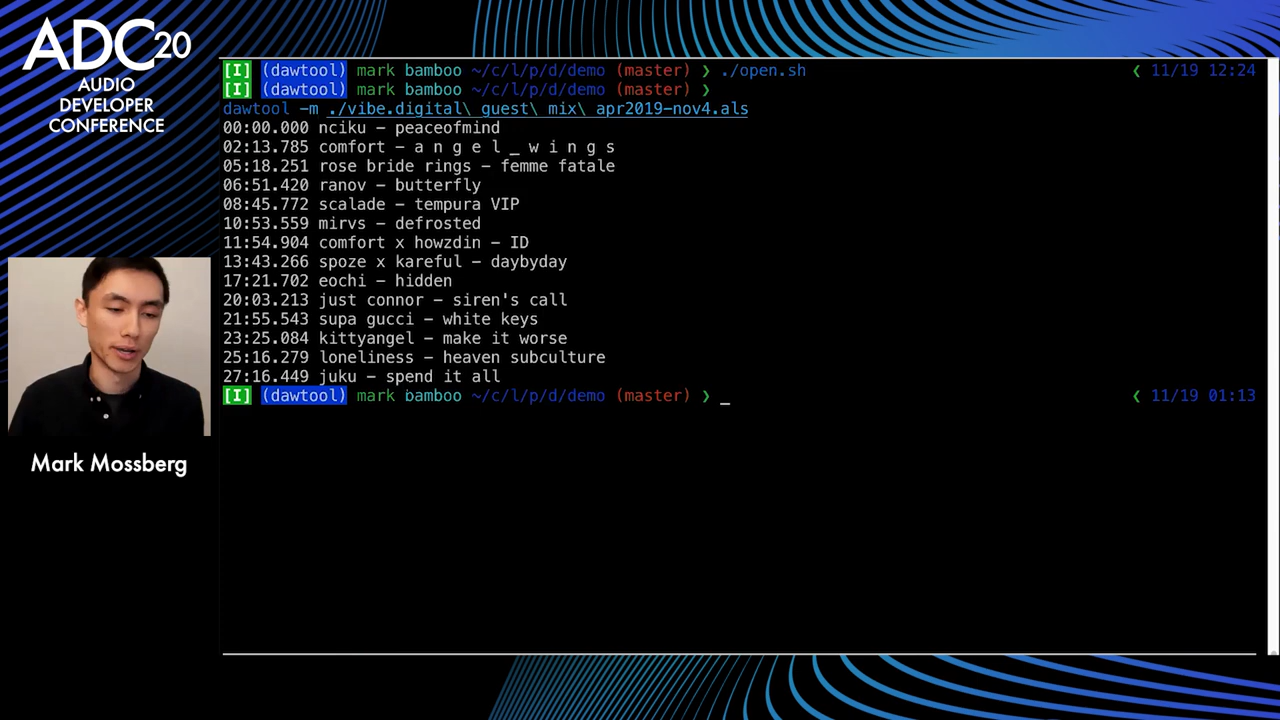 ADC20
AUDIO
DEVELOPER
CONFERENCE
[I] (dawtool) mark bamboo ~/c/l/p/d/demo (master) ❯ ./open.sh ❮ 11/19 12:24
[I] (dawtool) mark bamboo ~/c/l/p/d/demo (master) ❯
dawtool -m ./vibe.digital\ guest\ mix\ apr2019-nov4.als
00:00.000 nciku - peaceofmind
02:13.785 comfort - a n g e l _ w i n g s
05:18.251 rose bride rings - femme fatale
06:51.420 ranov - butterfly
08:45.772 scalade - tempura VIP
10:53.559 mirvs - defrosted
11:54.904 comfort x howzdin - ID
13:43.266 spoze x kareful - daybyday
17:21.702 eochi - hidden
20:03.213 just connor - siren's call
21:55.543 supa gucci - white keys
23:25.084 kittyangel - make it worse
25:16.279 loneliness - heaven subculture
27:16.449 juku - spend it all
[I] (dawtool) mark bamboo ~/c/l/p/d/demo (master) ❯ _ ❮ 11/19 01:13
Mark Mossberg